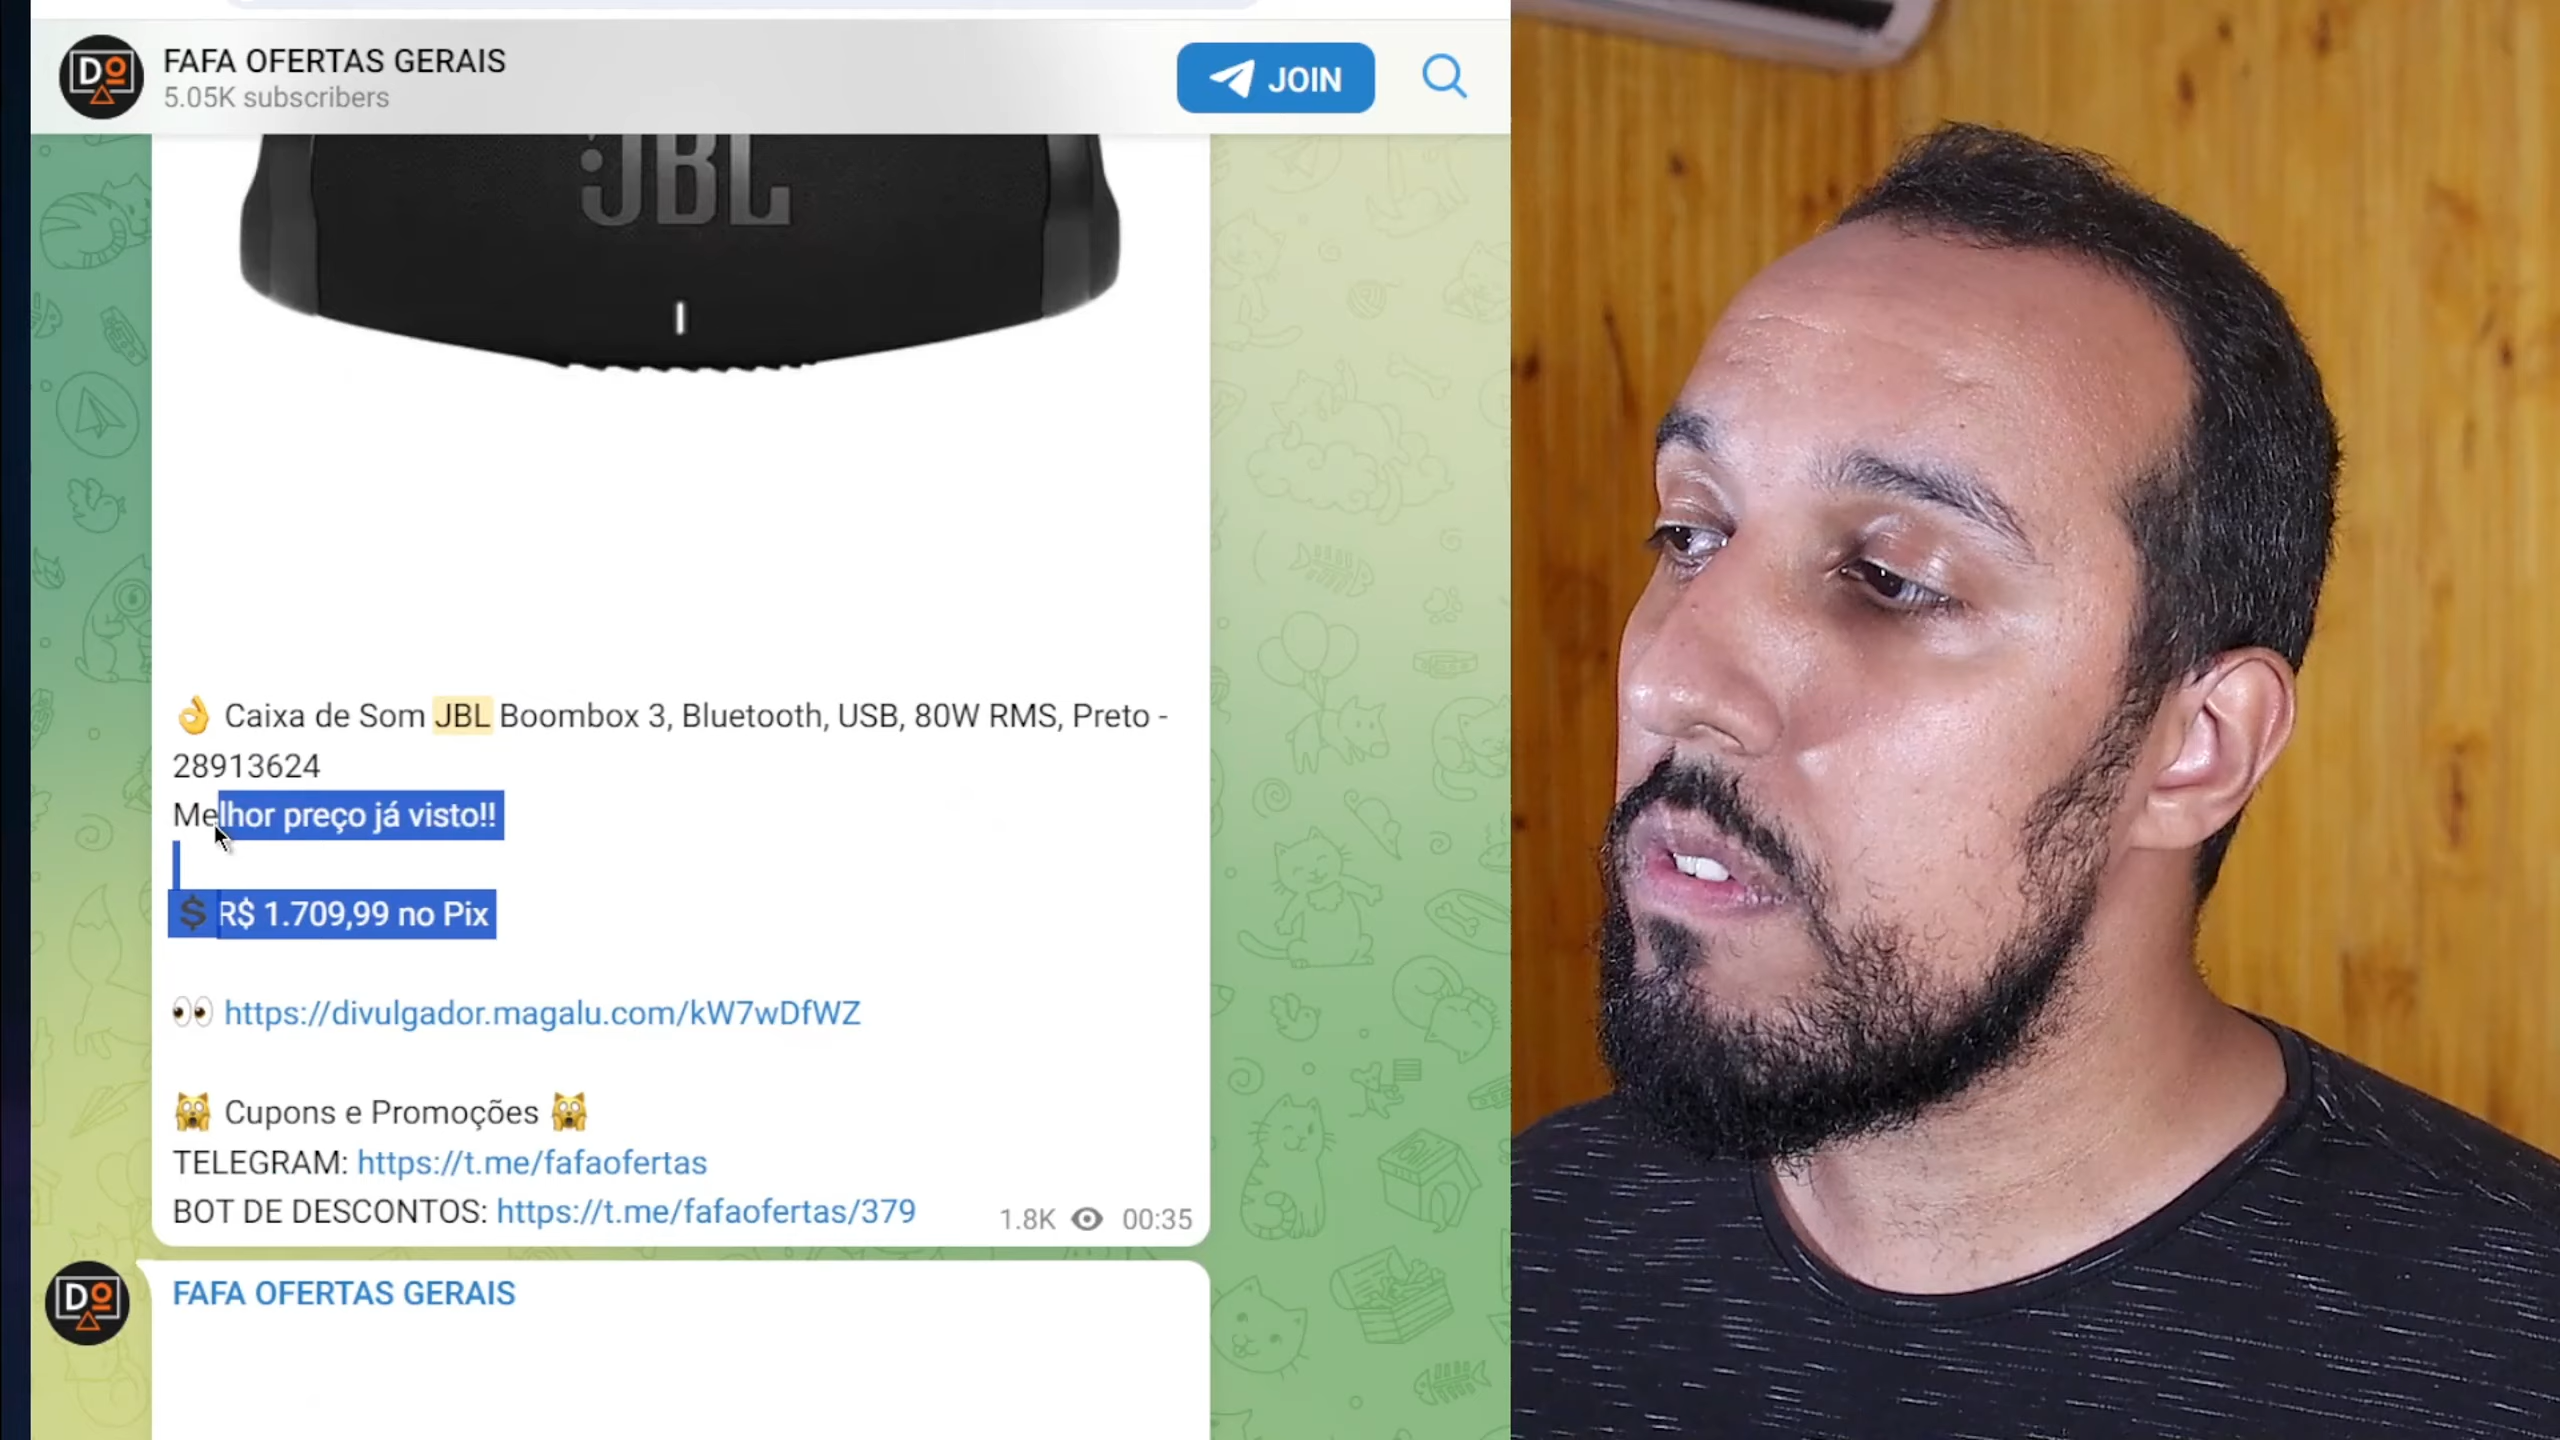 FAFA OFERTAS GERAIS
5.05K subscribers
JOIN
JBL
👌 Caixa de Som JBL Boombox 3, Bluetooth, USB, 80W RMS, Preto -
28913624
Melhor preço já visto!!
💲 R$ 1.709,99 no Pix
👀 https://divulgador.magalu.com/kW7wDfWZ
🙀 Cupons e Promoções 🙀
TELEGRAM: https://t.me/fafaofertas
BOT DE DESCONTOS: https://t.me/fafaofertas/379
1.8K 00:35
FAFA OFERTAS GERAIS